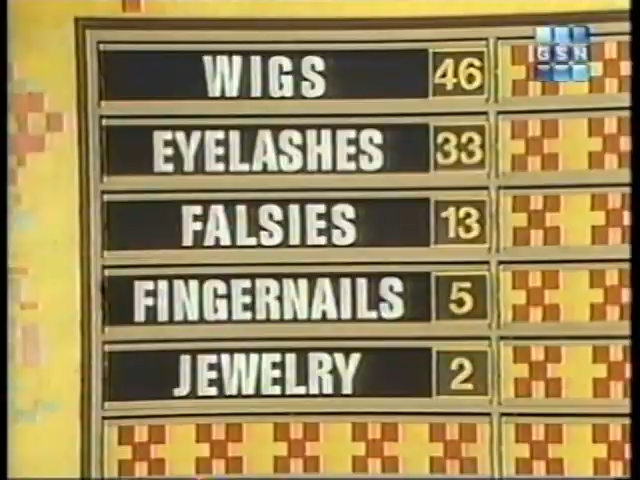 GSN
WIGS 46
EYELASHES 33
FALSIES 13
FINGERNAILS 5
JEWELRY 2